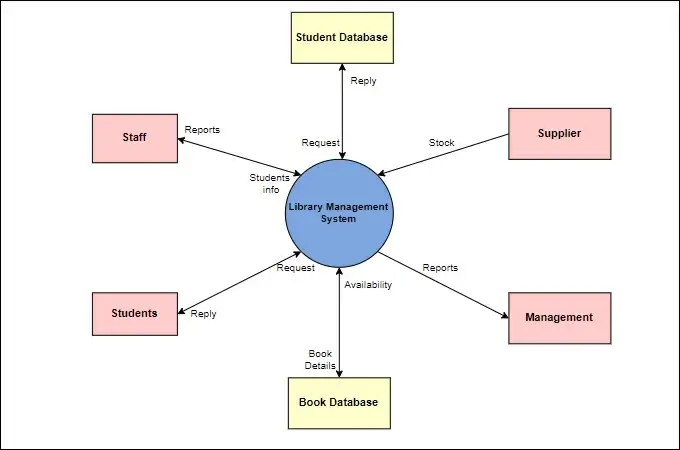 Student Database
Reply
Staff
Reports
Supplier
Request
Stock
Students
info
Library Management
System
Request
Reports
Availability
Students
Reply
Management
Book
Details
Book Database